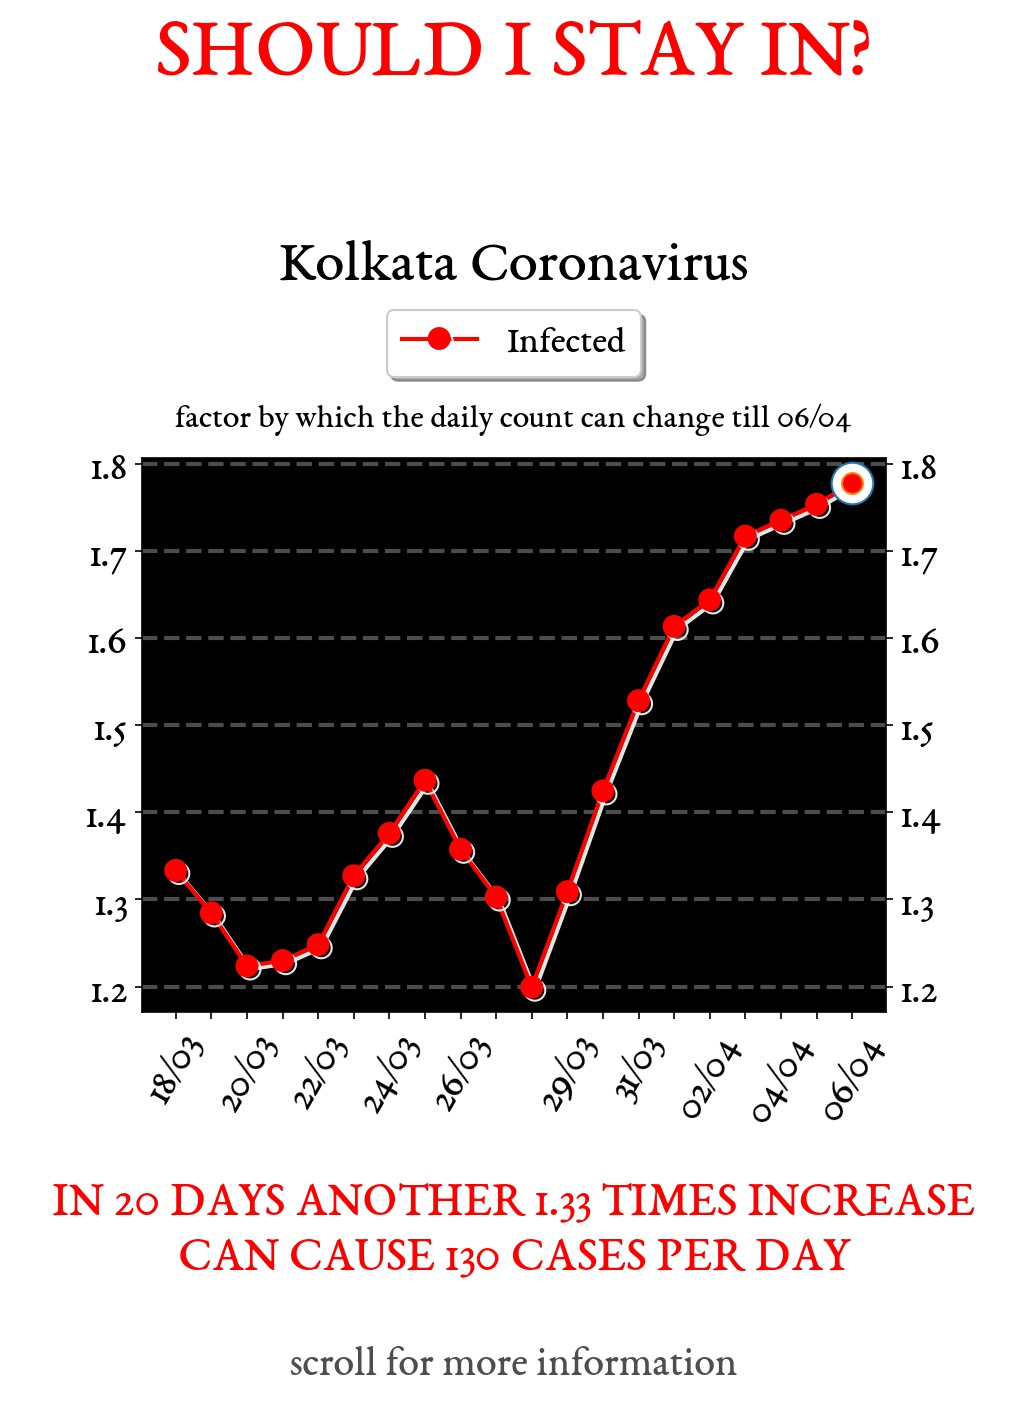 SHOULD I STAY IN?
Kolkata Coronavirus
Infected
factor by which the daily count can change till 06/04
1.8 1.8
1.7 1.7
1.6 1.6
1.5 1.5
1.4 1.4
1.3 1.3
1.2 1.2
18/03 20/03 22/03 24/03 26/03 29/03 31/03 02/04 04/04 06/04
IN 20 DAYS ANOTHER 1.33 TIMES INCREASE
CAN CAUSE 130 CASES PER DAY
scroll for more information